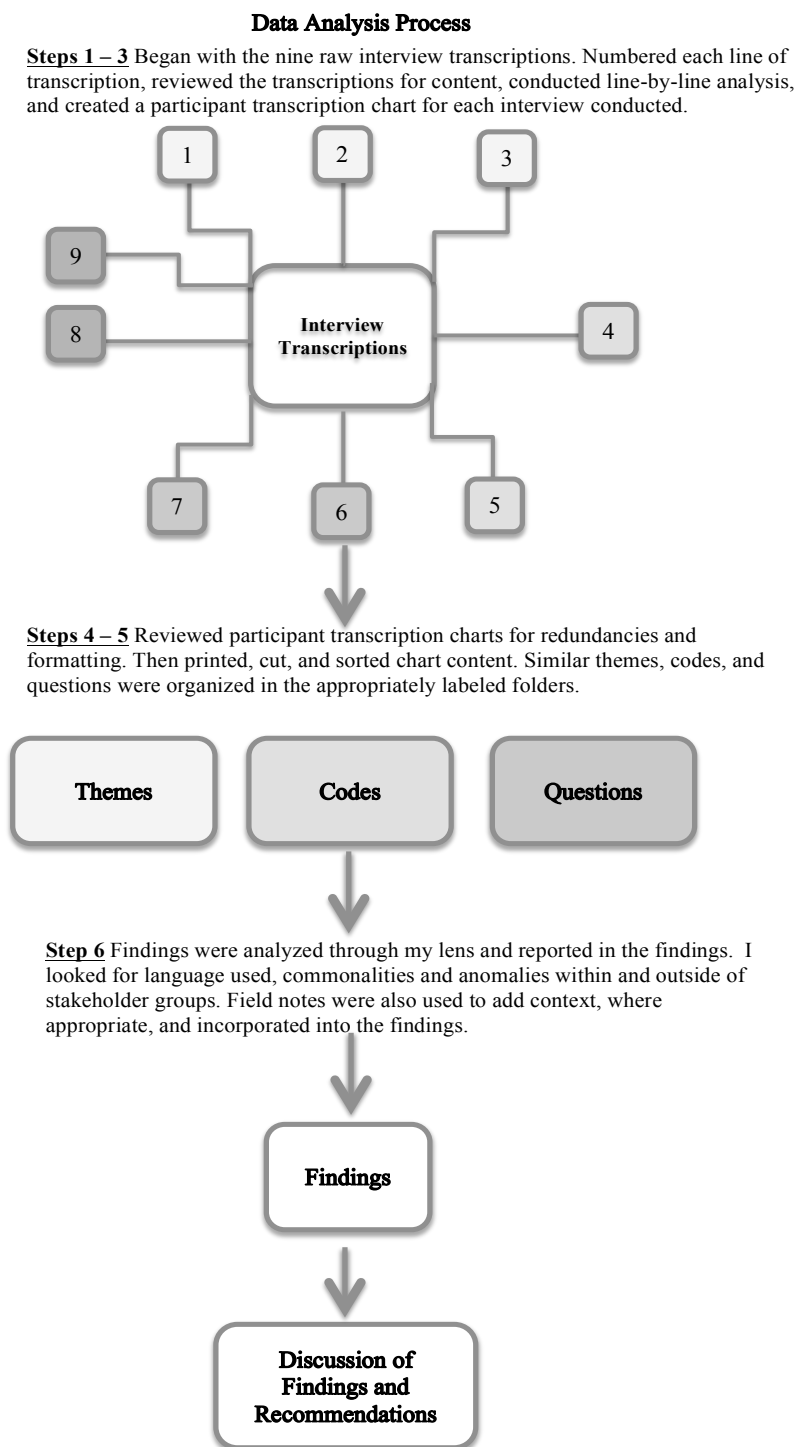 Data Analysis Process
Steps 1 – 3 Began with the nine raw interview transcriptions. Numbered each line of
transcription, reviewed the transcriptions for content, conducted line-by-line analysis,
and created a participant transcription chart for each interview conducted.
1
2
3
9
8
Interview
Transcriptions
4
7
6
5
Steps 4 – 5 Reviewed participant transcription charts for redundancies and
formatting. Then printed, cut, and sorted chart content. Similar themes, codes, and
questions were organized in the appropriately labeled folders.
Themes
Codes
Questions
Step 6 Findings were analyzed through my lens and reported in the findings.  I
looked for language used, commonalities and anomalies within and outside of
stakeholder groups. Field notes were also used to add context, where
appropriate, and incorporated into the findings.
Findings
Discussion of
Findings and
Recommendations